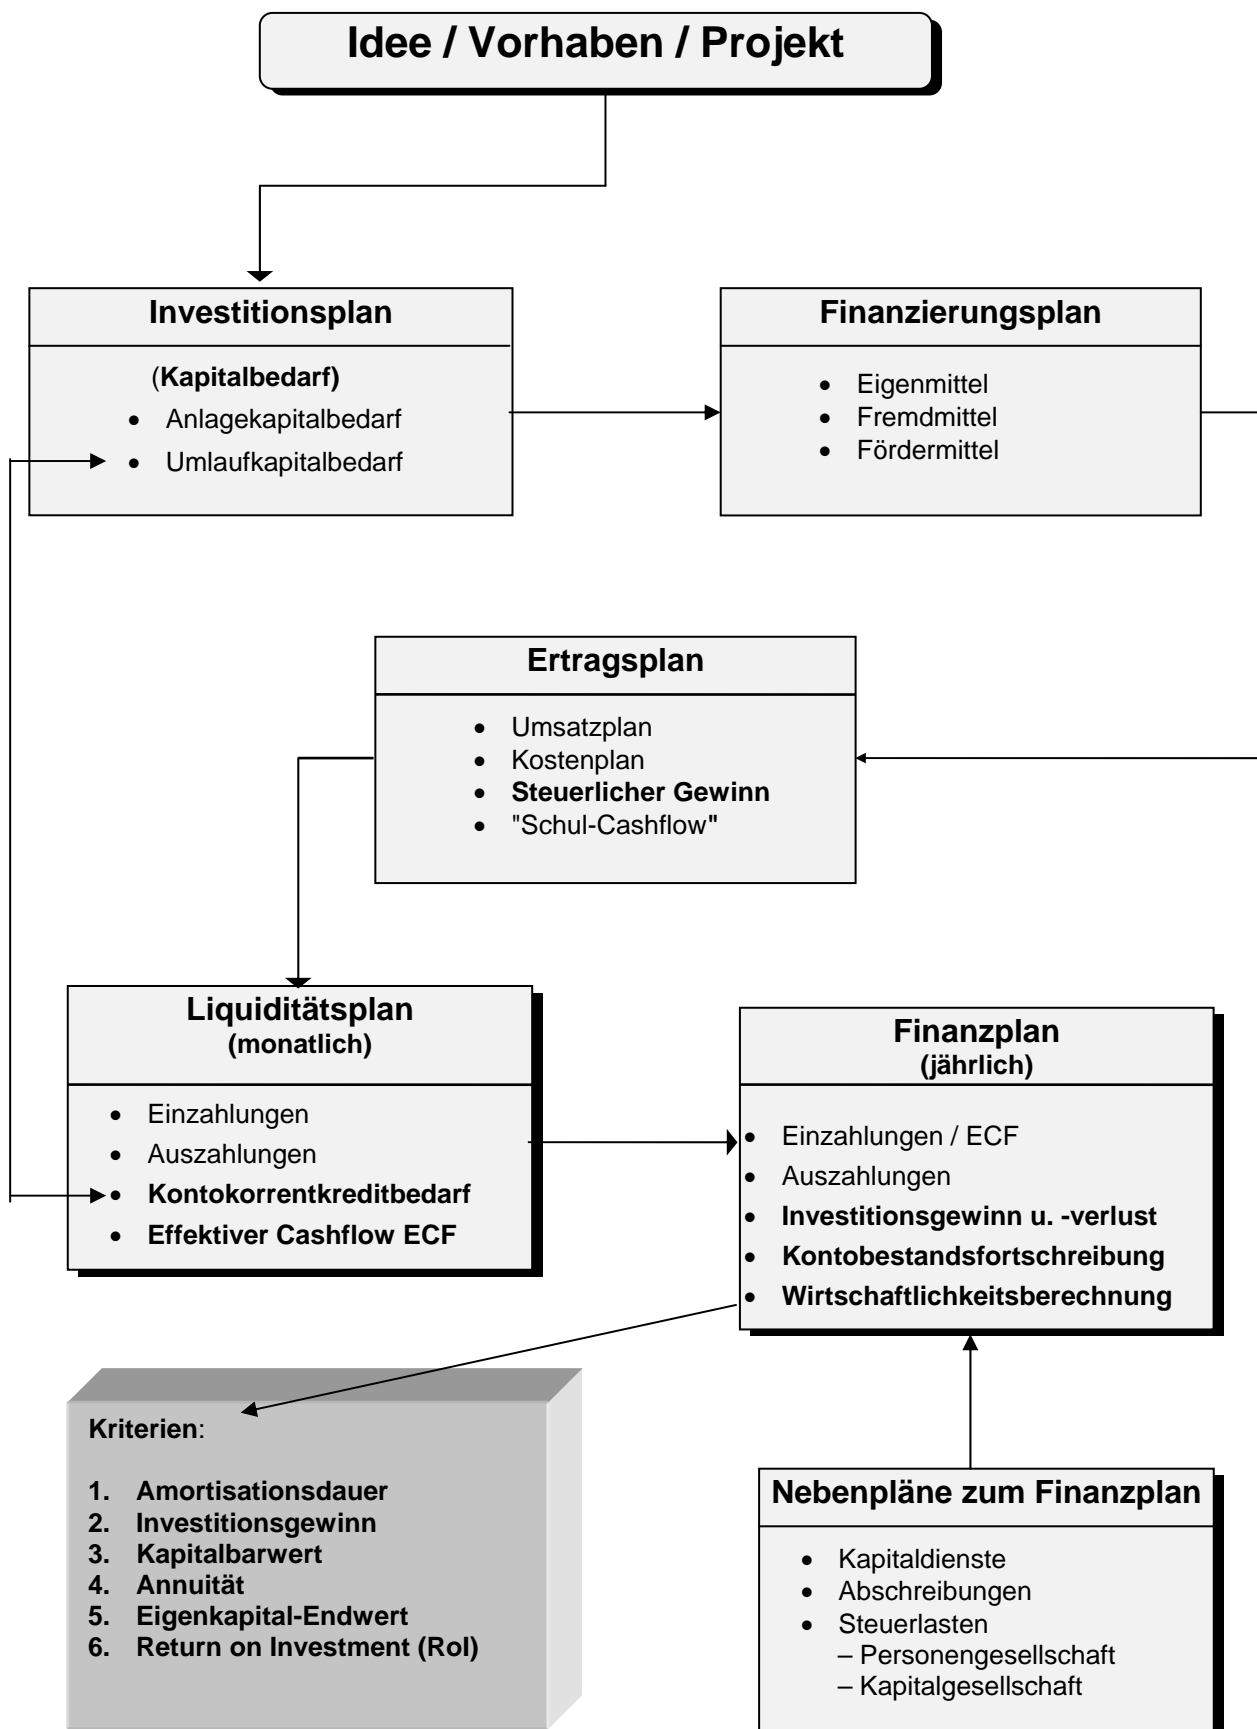 Idee / Vorhaben / Projekt
Investitionsplan
(Kapitalbedarf)
• Anlagekapitalbedarf
• Umlaufkapitalbedarf
Finanzierungsplan
• Eigenmittel
• Fremdmittel
• Fördermittel
Ertragsplan
• Umsatzplan
• Kostenplan
• Steuerlicher Gewinn
• "Schul-Cashflow"
Liquiditätsplan
(monatlich)
• Einzahlungen
• Auszahlungen
• Kontokorrentkreditbedarf
• Effektiver Cashflow ECF
Finanzplan
(jährlich)
• Einzahlungen / ECF
• Auszahlungen
• Investitionsgewinn u. -verlust
• Kontobestandsfortschreibung
• Wirtschaftlichkeitsberechnung
Kriterien:
1. Amortisationsdauer
2. Investitionsgewinn
3. Kapitalbarwert
4. Annuität
5. Eigenkapital-Endwert
6. Return on Investment (RoI)
Nebenpläne zum Finanzplan
• Kapitaldienste
• Abschreibungen
• Steuerlasten
– Personengesellschaft
– Kapitalgesellschaft